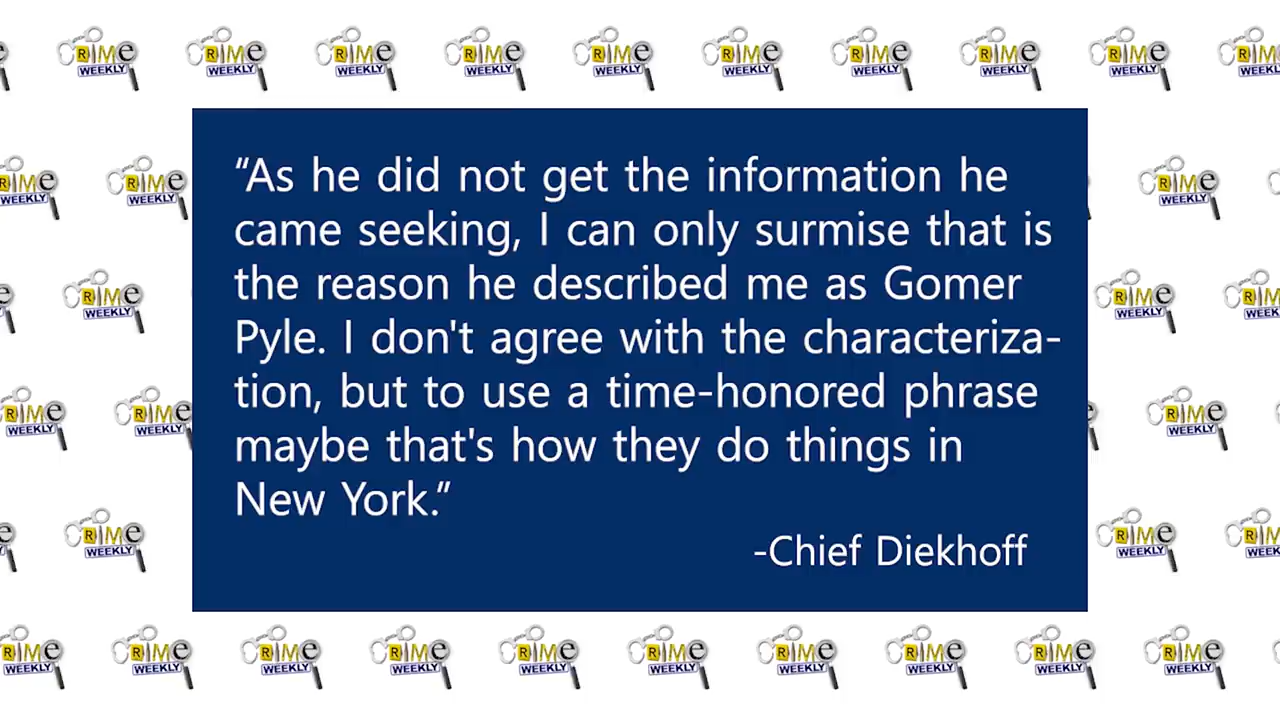 CRIME WEEKLY
“As he did not get the information he
came seeking, I can only surmise that is
the reason he described me as Gomer
Pyle. I don't agree with the characteriza-
tion, but to use a time-honored phrase
maybe that's how they do things in
New York.”
-Chief Diekhoff